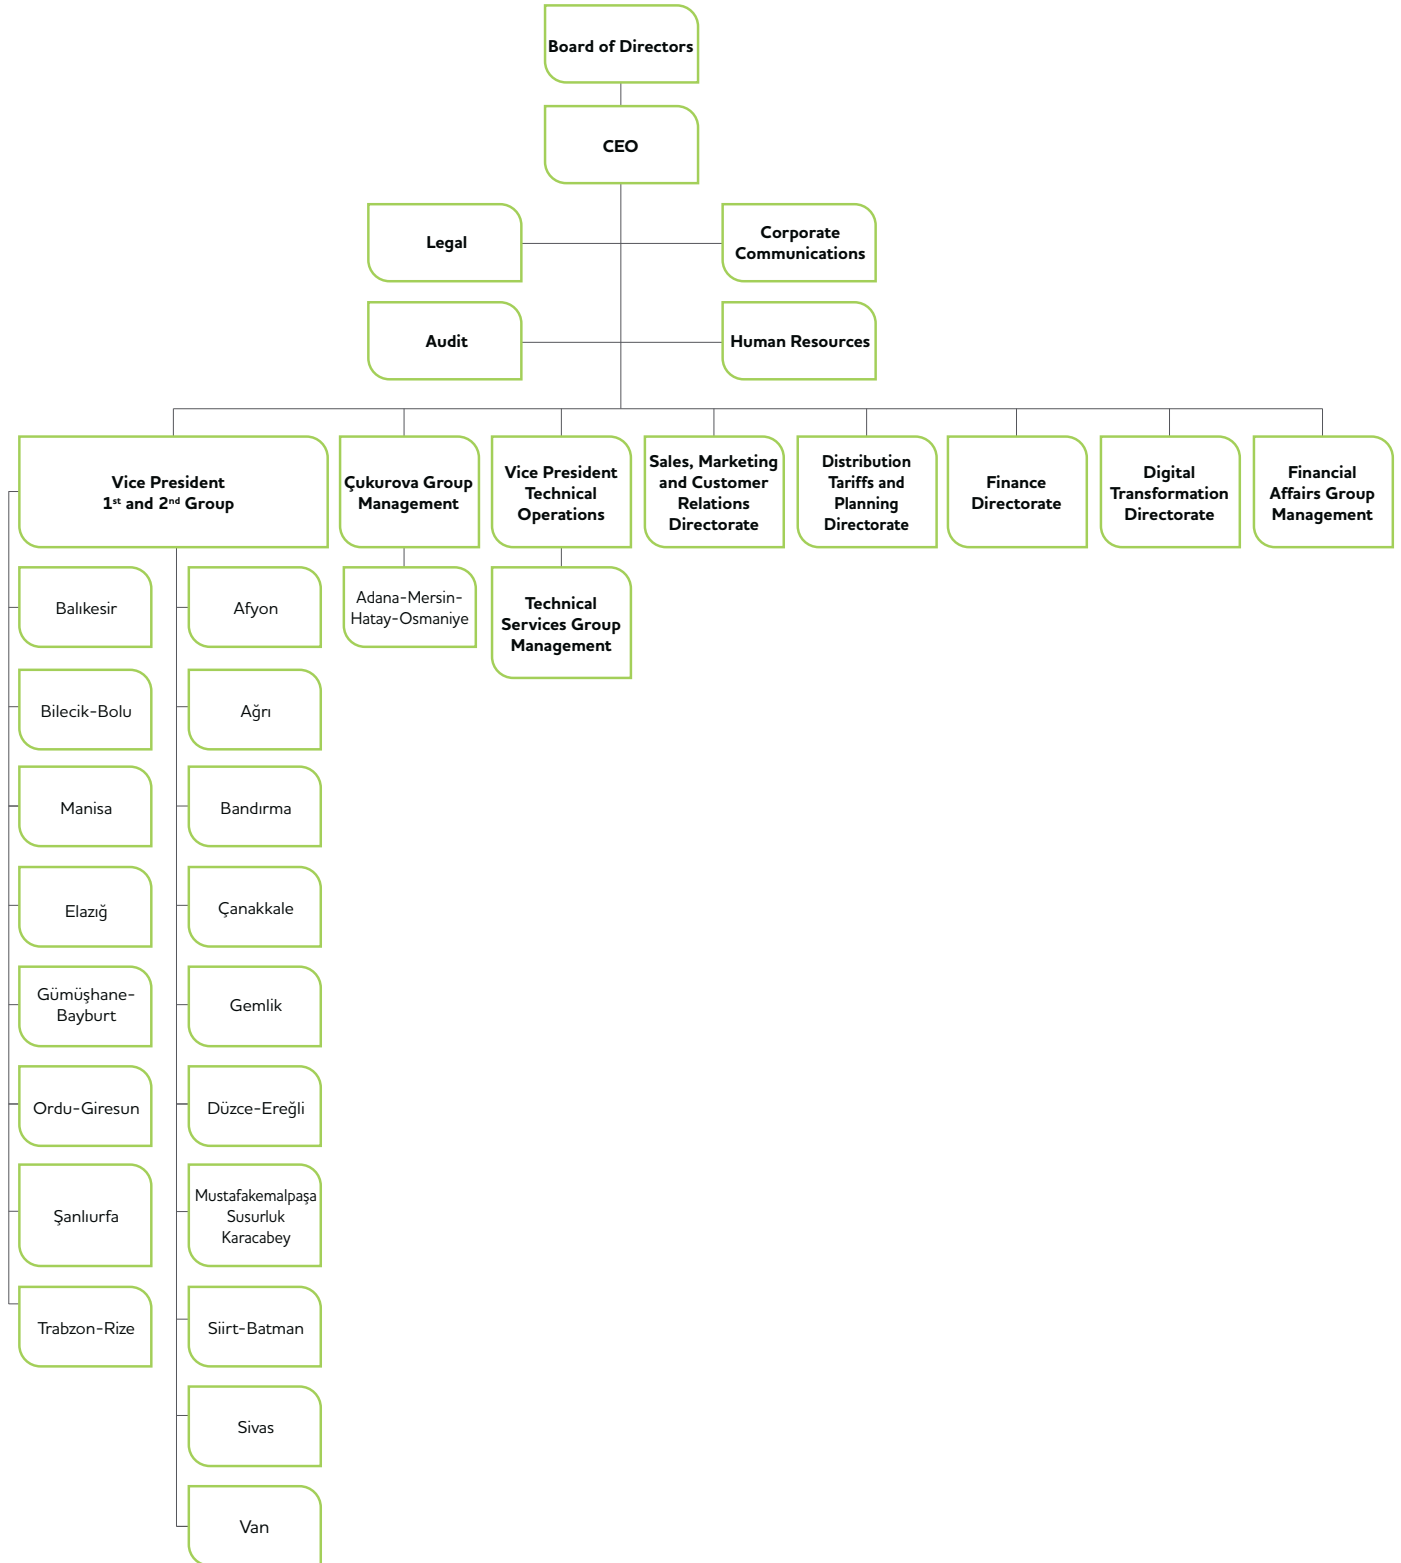 Board of Directors
CEO
Legal
Corporate
Communications
Audit
Human Resources
Vice President
1st and 2nd Group
Çukurova Group
Management
Vice President
Technical
Operations
Sales, Marketing
and Customer
Relations
Directorate
Distribution
Tariffs and
Planning
Directorate
Finance
Directorate
Digital
Transformation
Directorate
Financial
Affairs Group
Management
Balıkesir
Afyon
Adana-Mersin-
Hatay-Osmaniye
Technical
Services Group
Management
Bilecik-Bolu
Ağrı
Manisa
Bandırma
Elazığ
Çanakkale
Gümüşhane-
Bayburt
Gemlik
Ordu-Giresun
Düzce-Ereğli
Şanlıurfa
Mustafakemalpaşa
Susurluk
Karacabey
Trabzon-Rize
Siirt-Batman
Sivas
Van